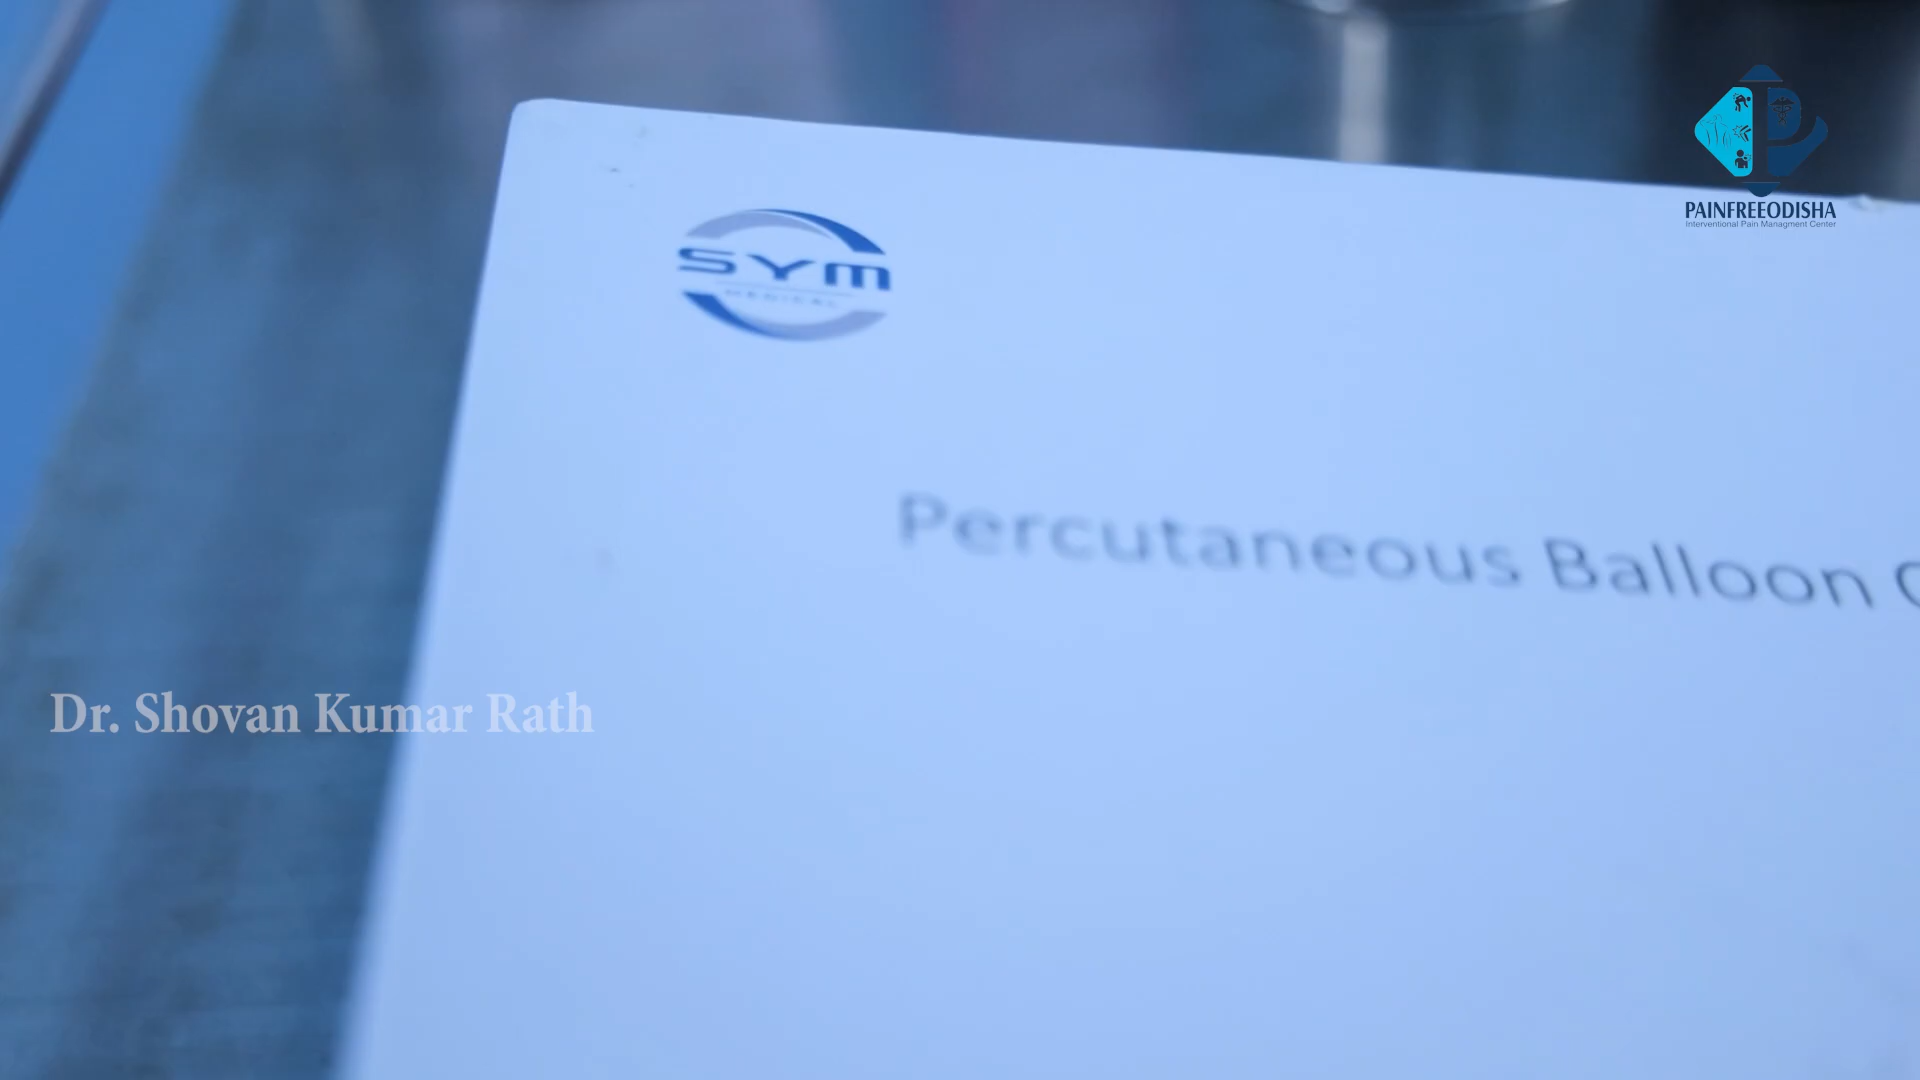 PAINFREEODISHA
Interventional Pain Managment Center
SYM
MEDICAL
Percutaneous Balloon
Dr. Shovan Kumar Rath